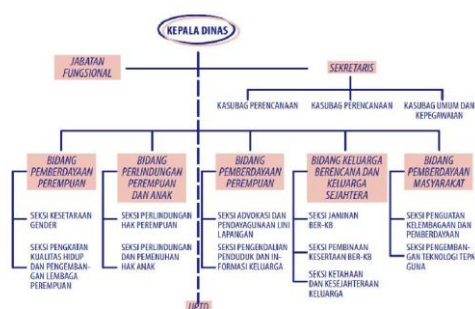 KEPALA DINAS
JABATAN
FUNGSIONAL
SEKRETARIS
KASUBAG PERENCANAAN
KASUBAG PERENCANAAN
KASUBAG UMUM DAN
KEPEGAWAIAN
BIDANG
PEMBERDAYAAN
PEREMPUAN
BIDANG
PERLINDUNGAN
PEREMPUAN
DAN ANAK
BIDANG
PEMBERDAYAAN
PEREMPUAN
BIDANG KELUARGA
BERENCANA DAN
KELUARGA
SEJAHTERA
BIDANG
PEMBERDAYAAN
MASYARAKAT
SEKSI KESETARAAN
GENDER
SEKSI PENGKATAN
KUALITAS HIDUP
DAN PENGEMBAN-
GAN LEMBAGA
PEREMPUAN
SEKSI PERLINDUNGAN
HAK PEREMPUAN
SEKSI PERLINDUNGAN
DAN PEMENUHAN
HAK ANAK
SEKSI ADVOKASI DAN
PENDAYAGUNAAN LINI
LAPANGAN
SEKSI PENGENDALIAN
PENDUDUK DAN IN-
FORMASI KELUARGA
SEKSI JAMINAN
BER-KB
SEKSI PEMBINAAN
KESERTAAN BER-KB
SEKSI KETAHAAN
DAN KESEJAHTERAAN
KELUARGA
SEKSI PENGUATAN
KELEMBAGAAN DAN
PEMBERDAYAAN
SEKSI PENGEMBAN-
GAN TEKNOLOGI TEPA
GUNA
UPTD